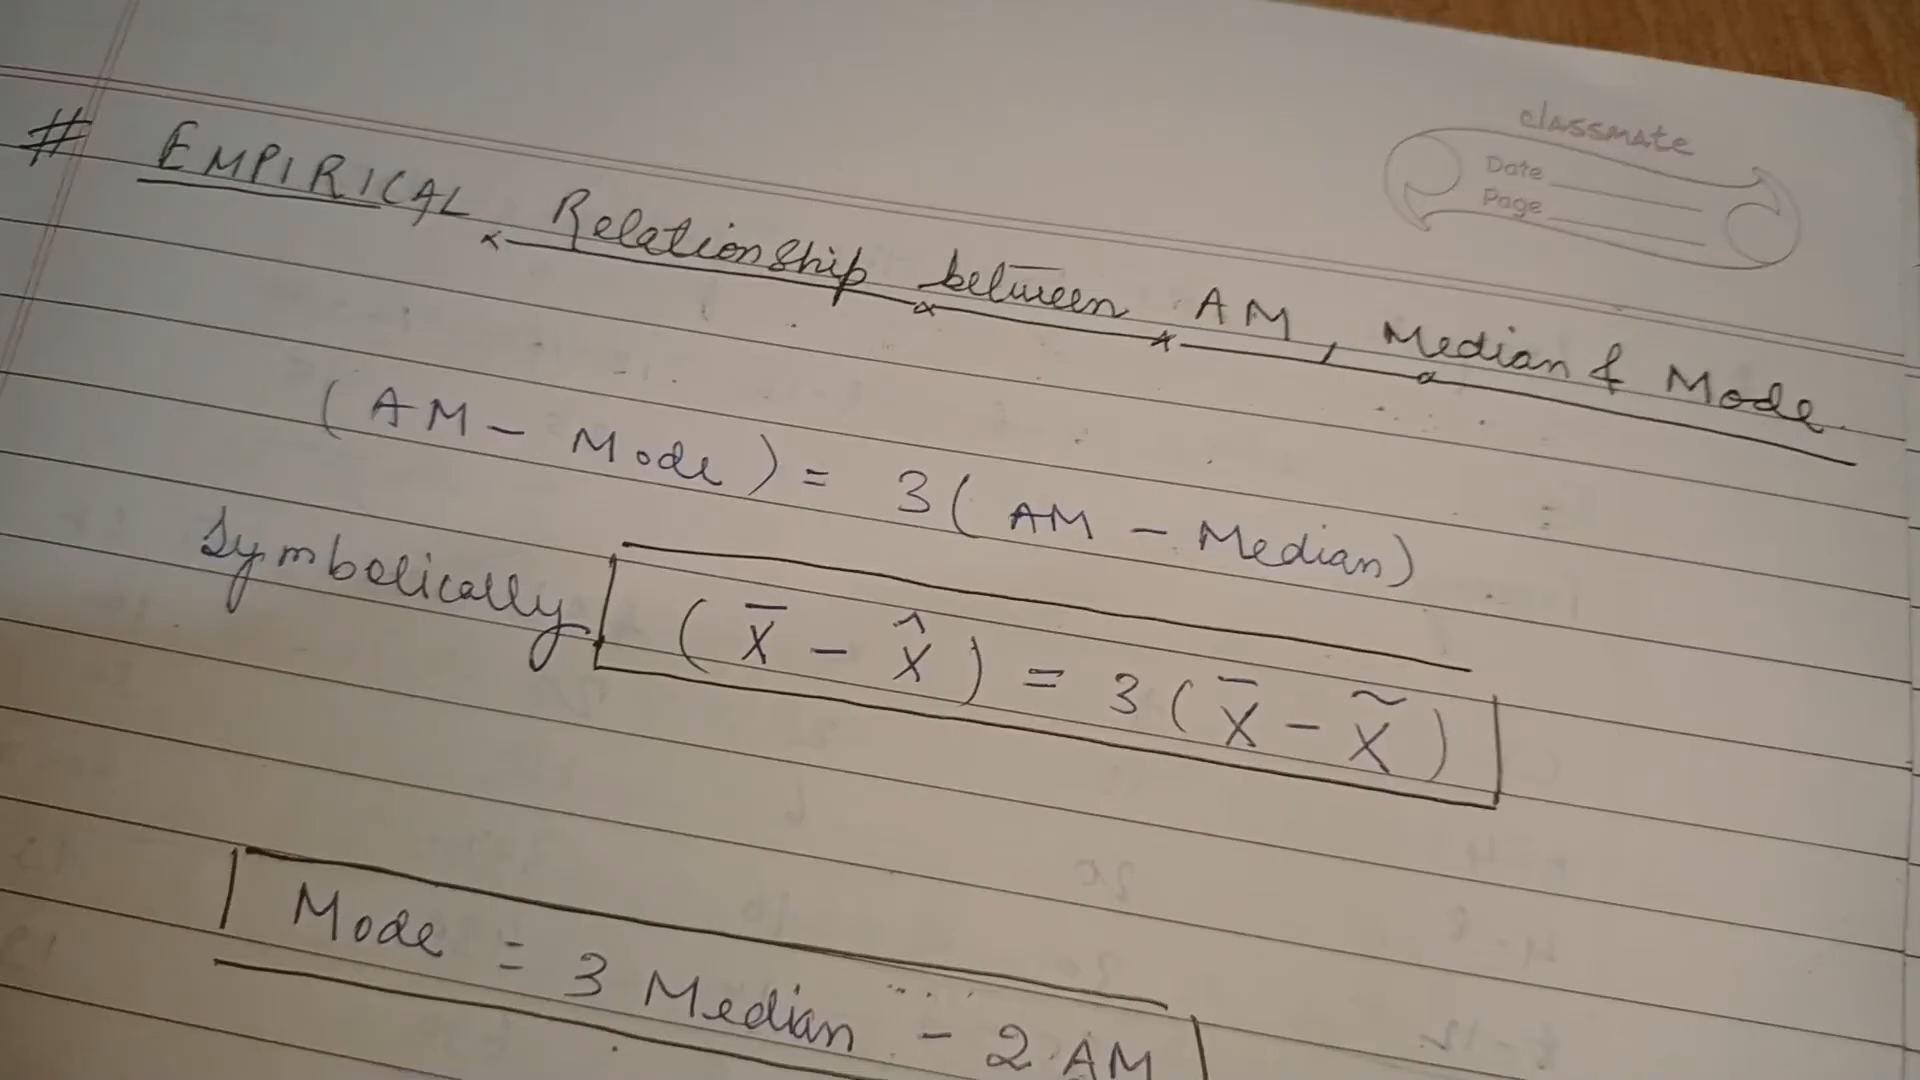 classmate
Date
Page
# EMPIRICAL Relationship between AM, Median & Mode
(AM - Mode) = 3(AM - Median)
Symbolically (x̄ - x̂) = 3(x̄ - x̃)
Mode = 3 Median - 2 AM